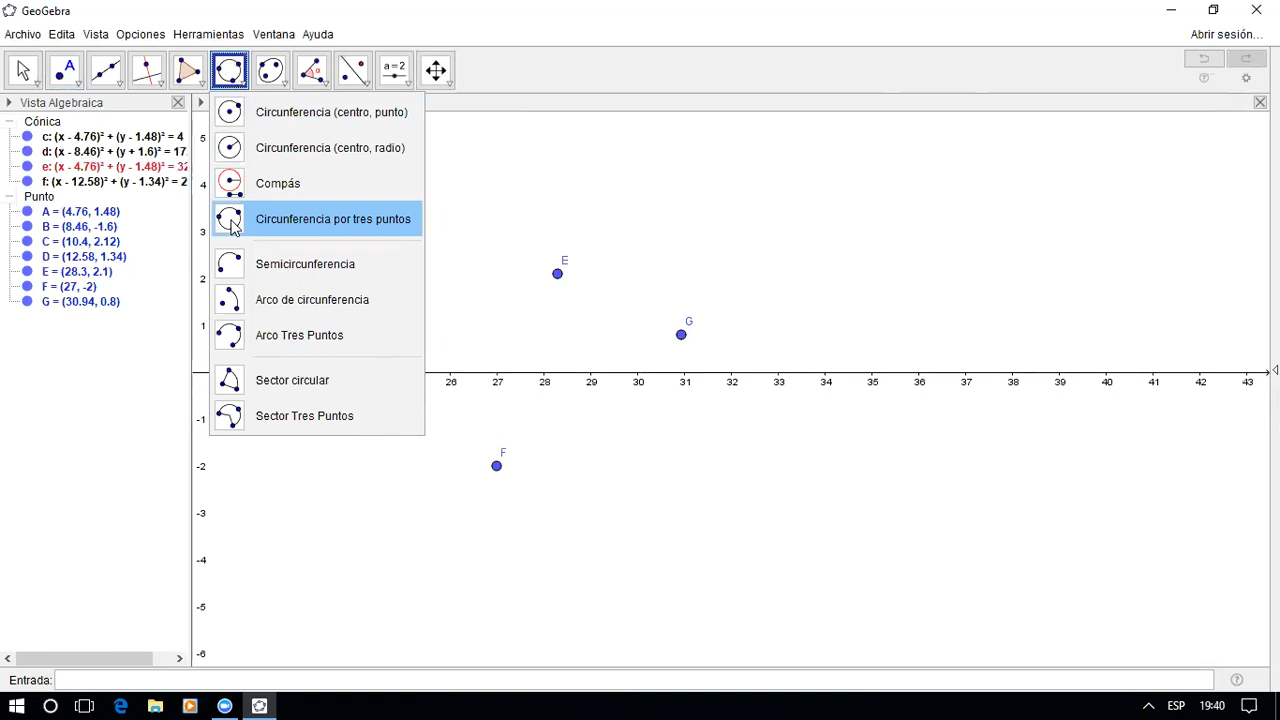 GeoGebra
Archivo Edita Vista Opciones Herramientas Ventana Ayuda
Abrir sesión...
A
α
a=2
Vista Algebraica
Cónica
c: (x - 4.76)² + (y - 1.48)² = 4
d: (x - 8.46)² + (y + 1.6)² = 17.
e: (x - 4.76)² + (y - 1.48)² = 32
f: (x - 12.58)² + (y - 1.34)² = 2
Punto
A = (4.76, 1.48)
B = (8.46, -1.6)
C = (10.4, 2.12)
D = (12.58, 1.34)
E = (28.3, 2.1)
F = (27, -2)
G = (30.94, 0.8)
Circunferencia (centro, punto)
Circunferencia (centro, radio)
Compás
Circunferencia por tres puntos
Semicircunferencia
Arco de circunferencia
Arco Tres Puntos
Sector circular
Sector Tres Puntos
5
4
3
2
1
-1
-2
-3
-4
-5
-6
E
G
F
26 27 28 29 30 31 32 33 34 35 36 37 38 39 40 41 42 43
Entrada:
ESP 19:40